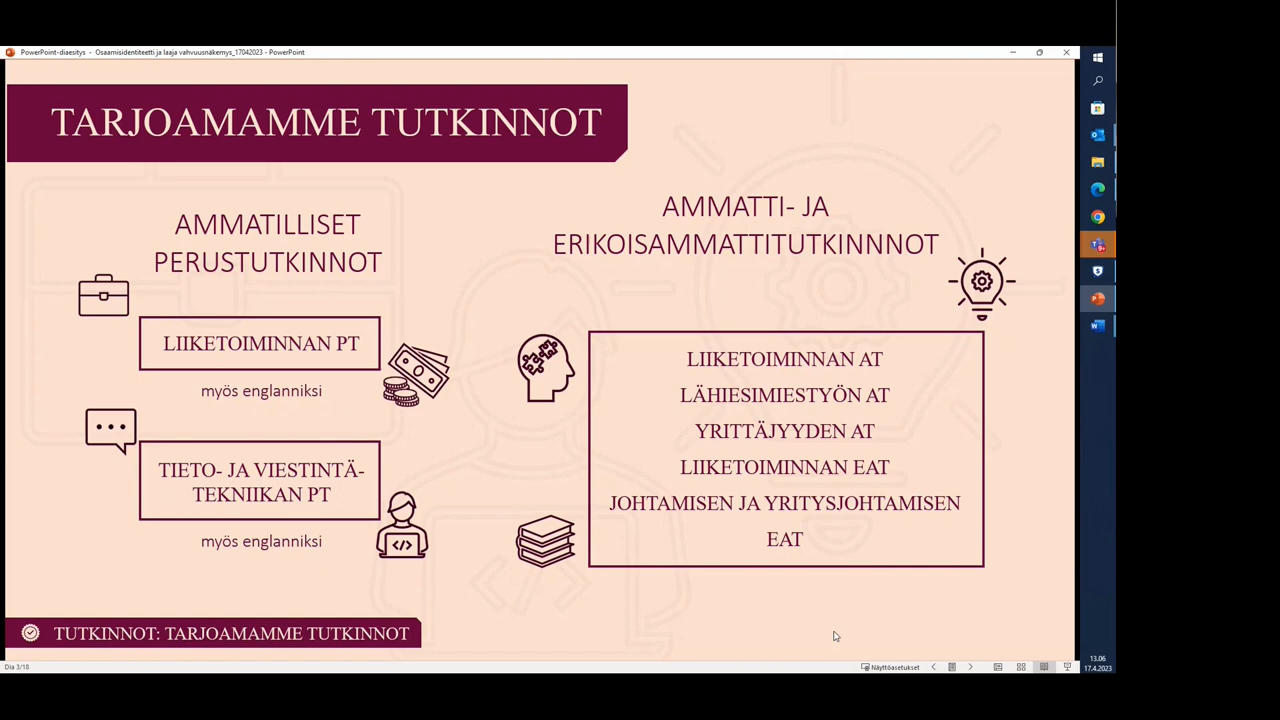 PowerPoint-diaesitys - Osaamisidentiteetti ja laaja vahvuusnäkemys_17042023 - PowerPoint
TARJOAMAMME TUTKINNOT
AMMATILLISET
PERUSTUTKINNOT
LIIKETOIMINNAN PT
myös englanniksi
TIETO- JA VIESTINTÄ-
TEKNIIKAN PT
myös englanniksi
AMMATTI- JA
ERIKOISAMMATTITUTKINNNOT
LIIKETOIMINNAN AT
LÄHIESIMIESTYÖN AT
YRITTÄJYYDEN AT
LIIKETOIMINNAN EAT
JOHTAMISEN JA YRITYSJOHTAMISEN
EAT
TUTKINNOT: TARJOAMAMME TUTKINNOT
Dia 3/18
Näyttöasetukset
13.06
17.4.2023